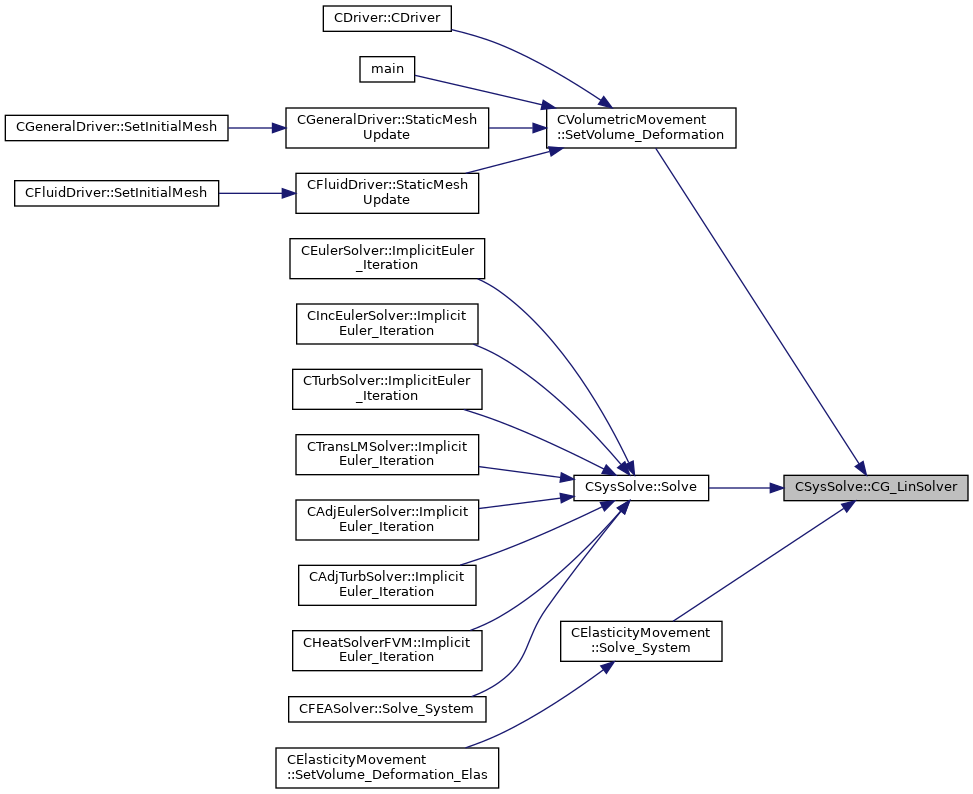 CDriver::CDriver
main
CGeneralDriver::SetInitialMesh
CGeneralDriver::StaticMesh
Update
CVolumetricMovement
::SetVolume_Deformation
CFluidDriver::SetInitialMesh
CFluidDriver::StaticMesh
Update
CEulerSolver::ImplicitEuler
_Iteration
CIncEulerSolver::Implicit
Euler_Iteration
CTurbSolver::ImplicitEuler
_Iteration
CTransLMSolver::Implicit
Euler_Iteration
CSysSolve::Solve
CSysSolve::CG_LinSolver
CAdjEulerSolver::Implicit
Euler_Iteration
CAdjTurbSolver::Implicit
Euler_Iteration
CHeatSolverFVM::Implicit
Euler_Iteration
CElasticityMovement
::Solve_System
CFEASolver::Solve_System
CElasticityMovement
::SetVolume_Deformation_Elas